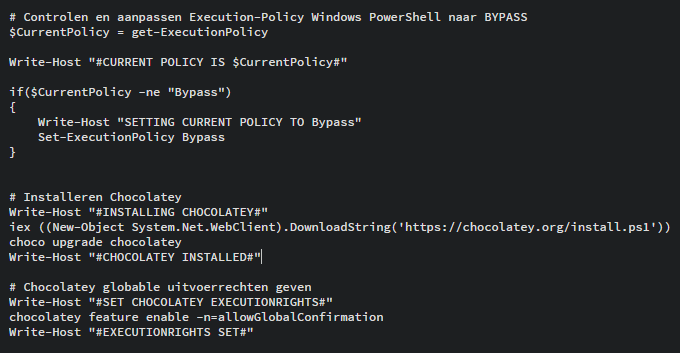 # Controlen en aanpassen Execution-Policy Windows PowerShell naar BYPASS
$CurrentPolicy = get-ExecutionPolicy
Write-Host "#CURRENT POLICY IS $CurrentPolicy#"
if($CurrentPolicy -ne "Bypass")
{
    Write-Host "SETTING CURRENT POLICY TO Bypass"
    Set-ExecutionPolicy Bypass
}
# Installeren Chocolatey
Write-Host "#INSTALLING CHOCOLATEY#"
iex ((New-Object System.Net.WebClient).DownloadString('https://chocolatey.org/install.ps1'))
choco upgrade chocolatey
Write-Host "#CHOCOLATEY INSTALLED#"
# Chocolatey globable uitvoerrechten geven
Write-Host "#SET CHOCOLATEY EXECUTIONRIGHTS#"
chocolatey feature enable -n=allowGlobalConfirmation
Write-Host "#EXECUTIONRIGHTS SET#"